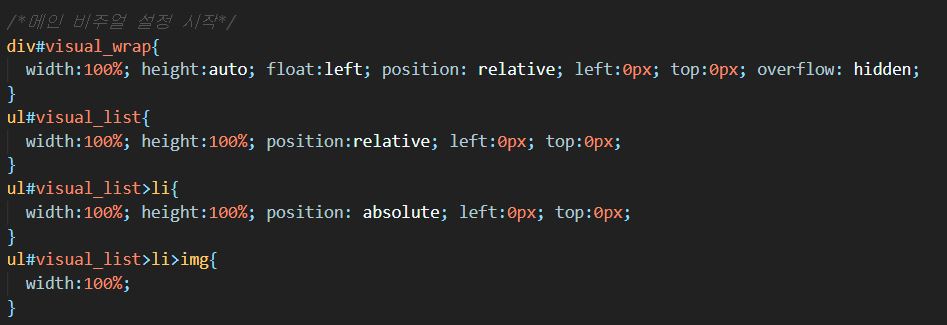 /*메인 비주얼 설정 시작*/
div#visual_wrap{
width:100%; height:auto; float:left; position: relative; left:0px; top:0px; overflow: hidden;
}
ul#visual_list{
width:100%; height:100%; position:relative; left:0px; top:0px;
}
ul#visual_list>li{
width:100%; height:100%; position: absolute; left:0px; top:0px;
}
ul#visual_list>li>img{
width:100%;
}